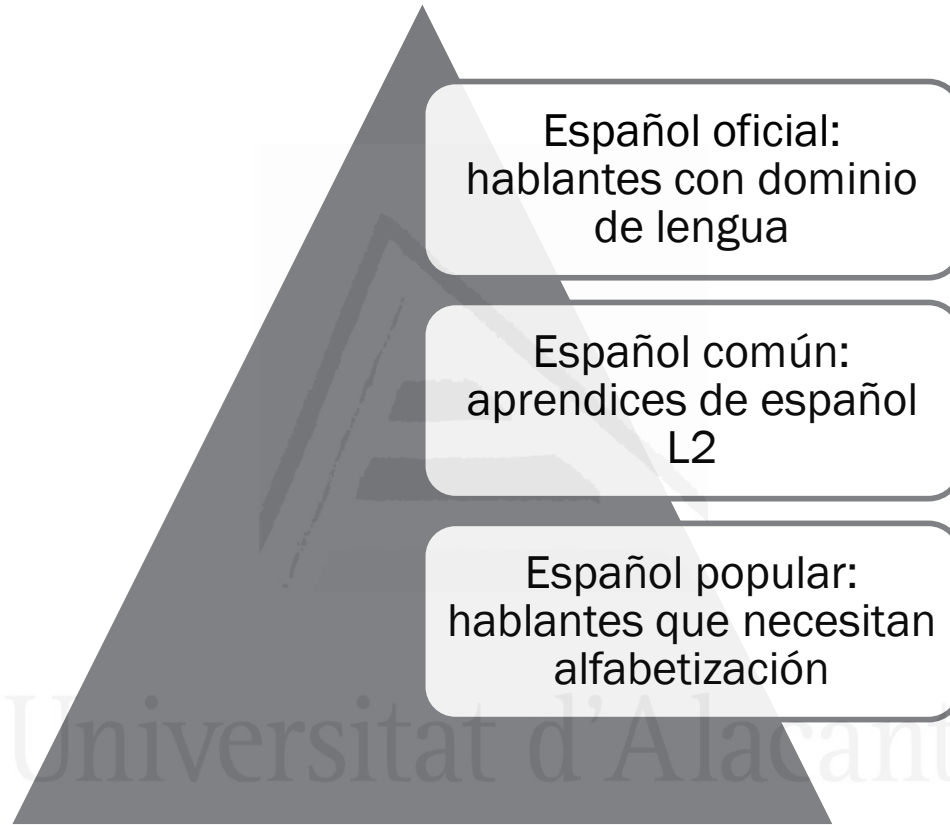 Español oficial:
hablantes con dominio
de lengua
Español común:
aprendices de español
L2
Español popular:
hablantes que necesitan
alfabetización
Universitat d'Alacant